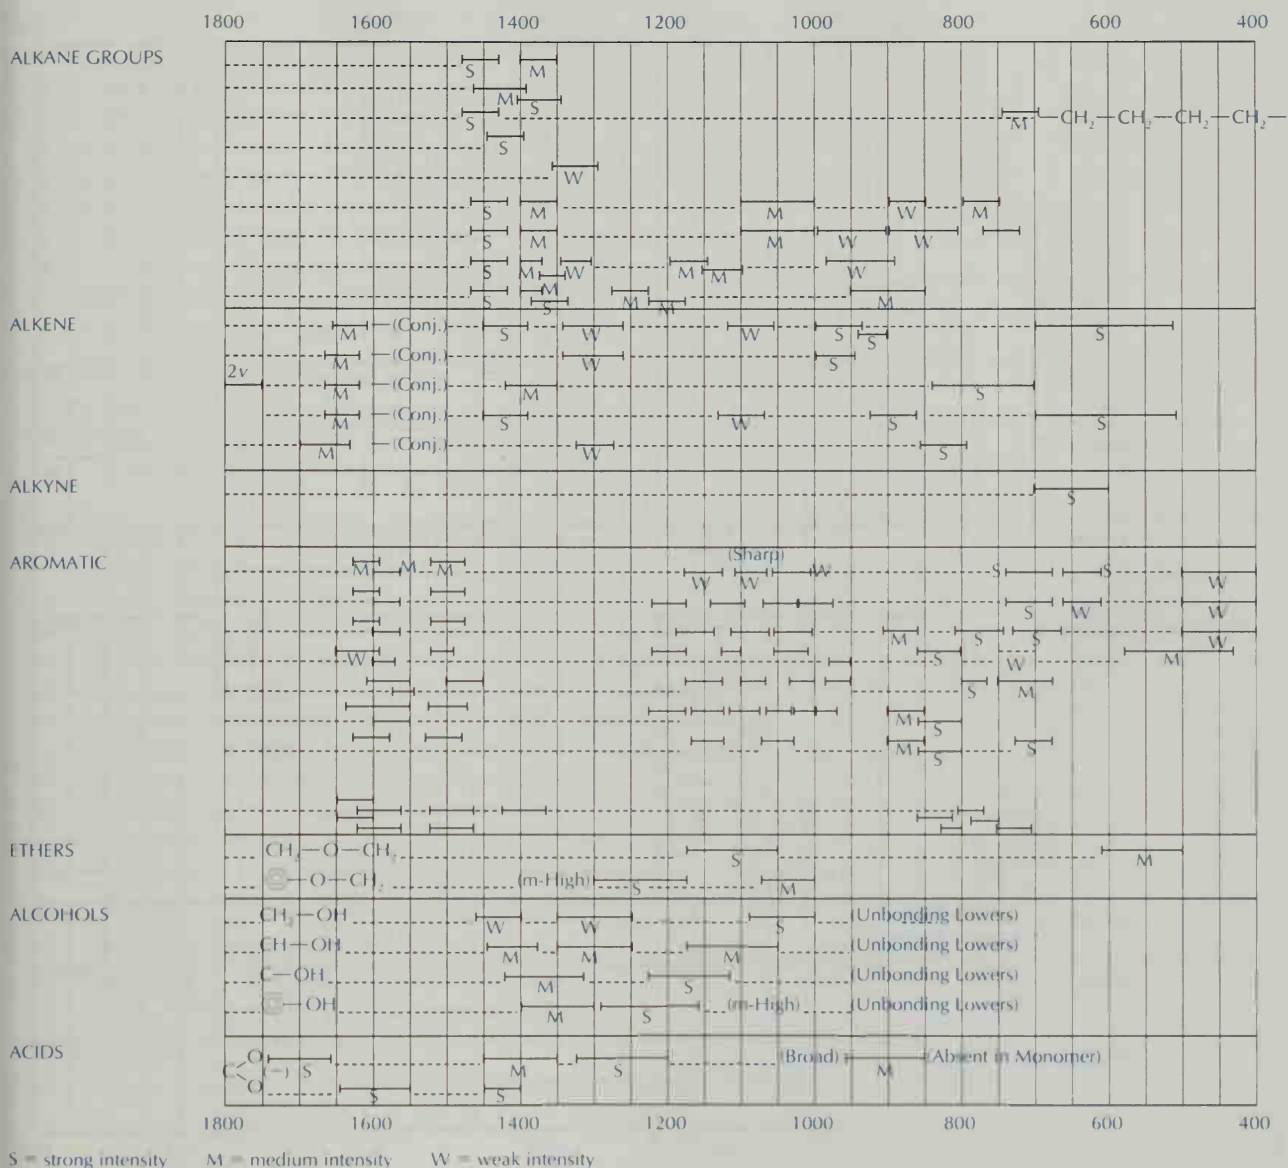 1800 1600 1400 1200 1000 800 600 400
ALKANE GROUPS
S M
M S
S M —CH2—CH2—CH2—CH2—
S
W
S M M W M
S M M W W
S M W M M W
M
S S M M M
ALKENE
M —(Conj.) S W W S S S
M —(Conj.) W S
2ν M —(Conj.) M S
M —(Conj.) S W S S
M —(Conj.) W S
ALKYNE
S
AROMATIC
(Sharp)
M M M W W W S S W
S W W
M S S W
W S W M
S M
M S
M S S
ETHERS
CH2—O—CH2 S M
—O—CH2 (m-High) S M
ALCOHOLS
CH2—OH W W S (Unbonding Lowers)
CH—OH M M M (Unbonding Lowers)
C—OH M S (Unbonding Lowers)
—OH M S (m-High) (Unbonding Lowers)
ACIDS
O
C (−) S M S (Broad) M (Absent in Monomer)
O S S
1800 1600 1400 1200 1000 800 600 400
S = strong intensity M = medium intensity W = weak intensity